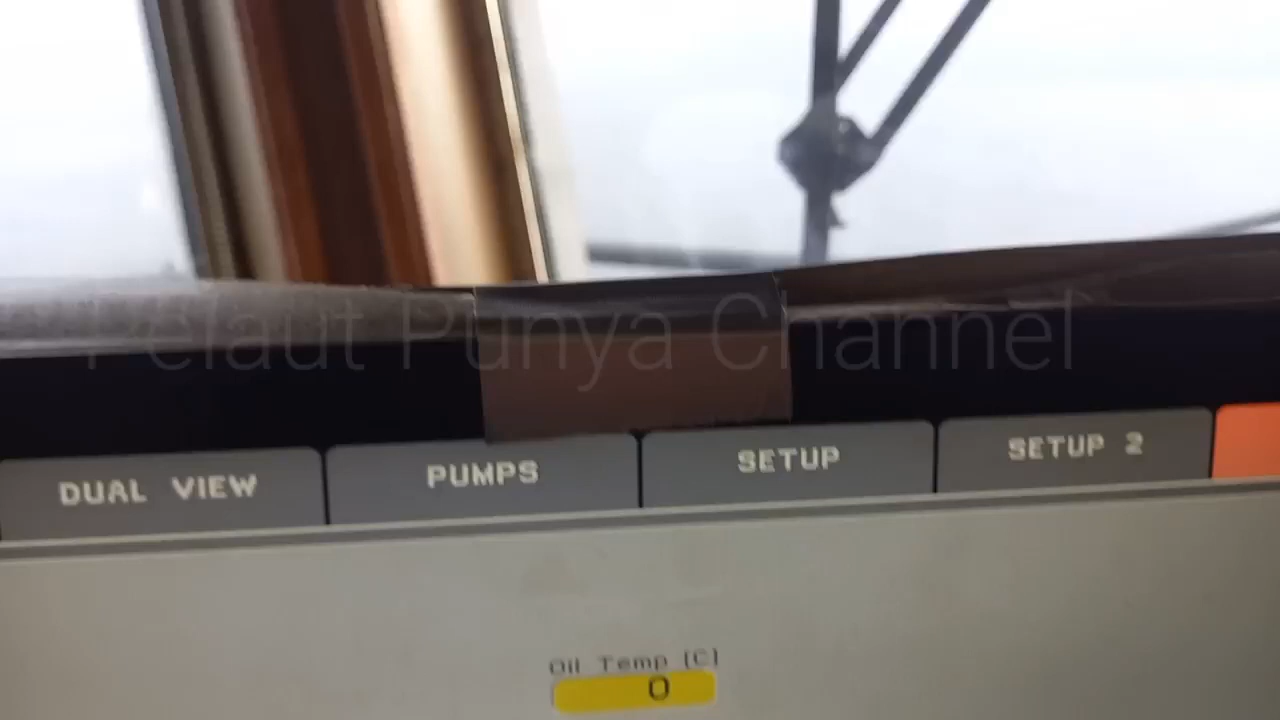 Pelaut Punya Channel
DUAL VIEW
PUMPS
SETUP
SETUP 2
Oil Temp [C]
0